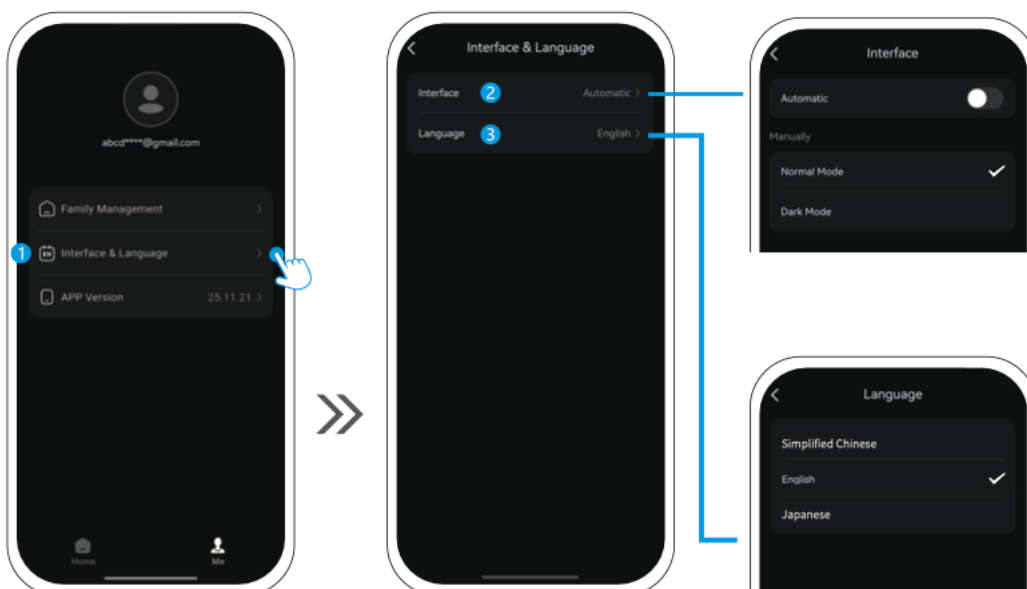 abcd****@gmail.com
Family Management
1
EN
Interface & Language
APP Version 25.11.21
Home
Me
Interface & Language
Interface 2 Automatic
Language 3 English
Interface
Automatic
Manually
Normal Mode
Dark Mode
Language
Simplified Chinese
English
Japanese